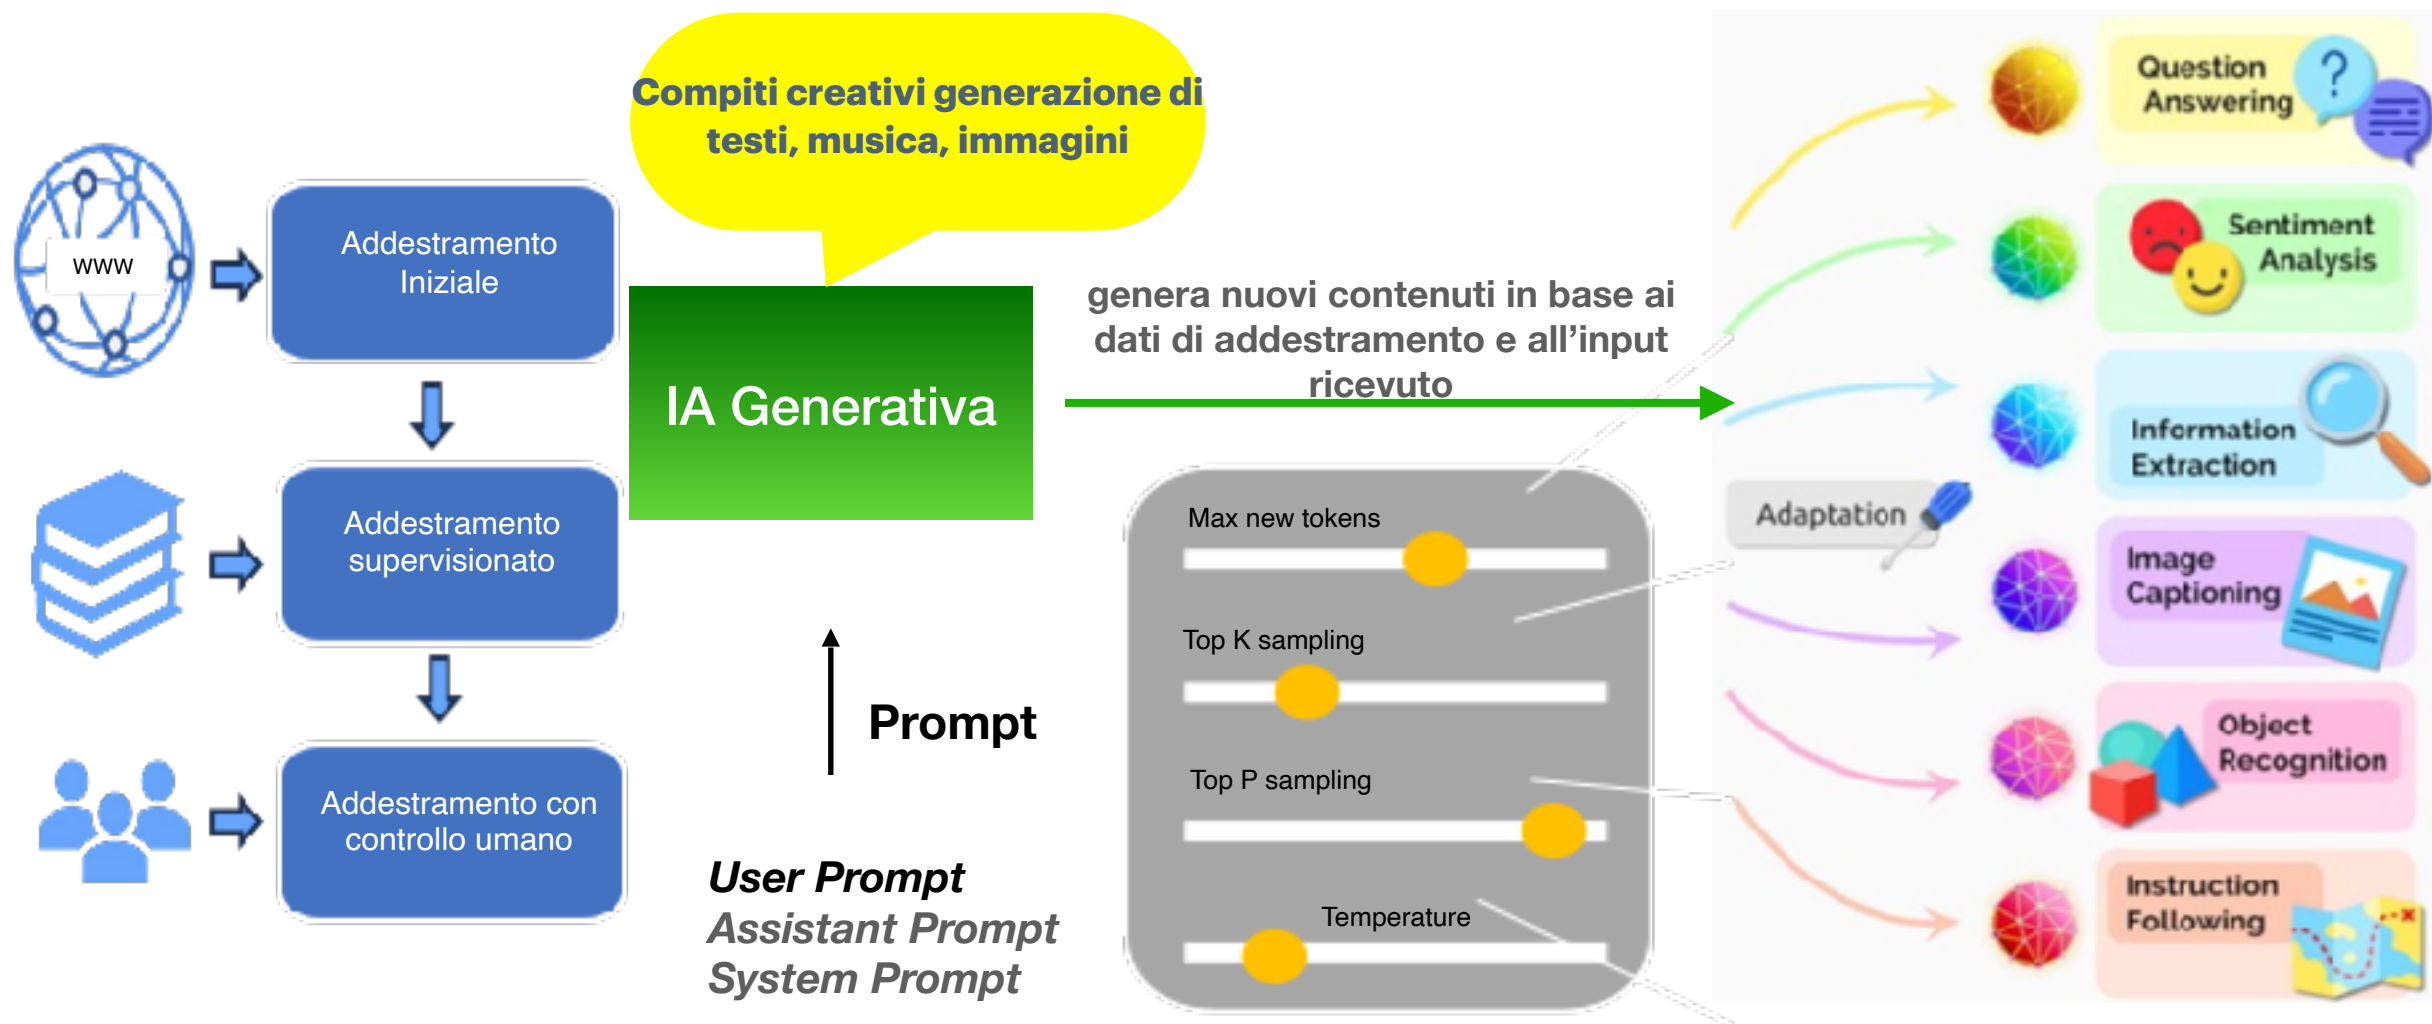 Compiti creativi generazione di
testi, musica, immagini
www
Addestramento
Iniziale
Addestramento
supervisionato
Addestramento con
controllo umano
IA Generativa
genera nuovi contenuti in base ai
dati di addestramento e all’input
ricevuto
Prompt
User Prompt
Assistant Prompt
System Prompt
Max new tokens
Top K sampling
Top P sampling
Temperature
Adaptation
Question
Answering
Sentiment
Analysis
Information
Extraction
Image
Captioning
Object
Recognition
Instruction
Following